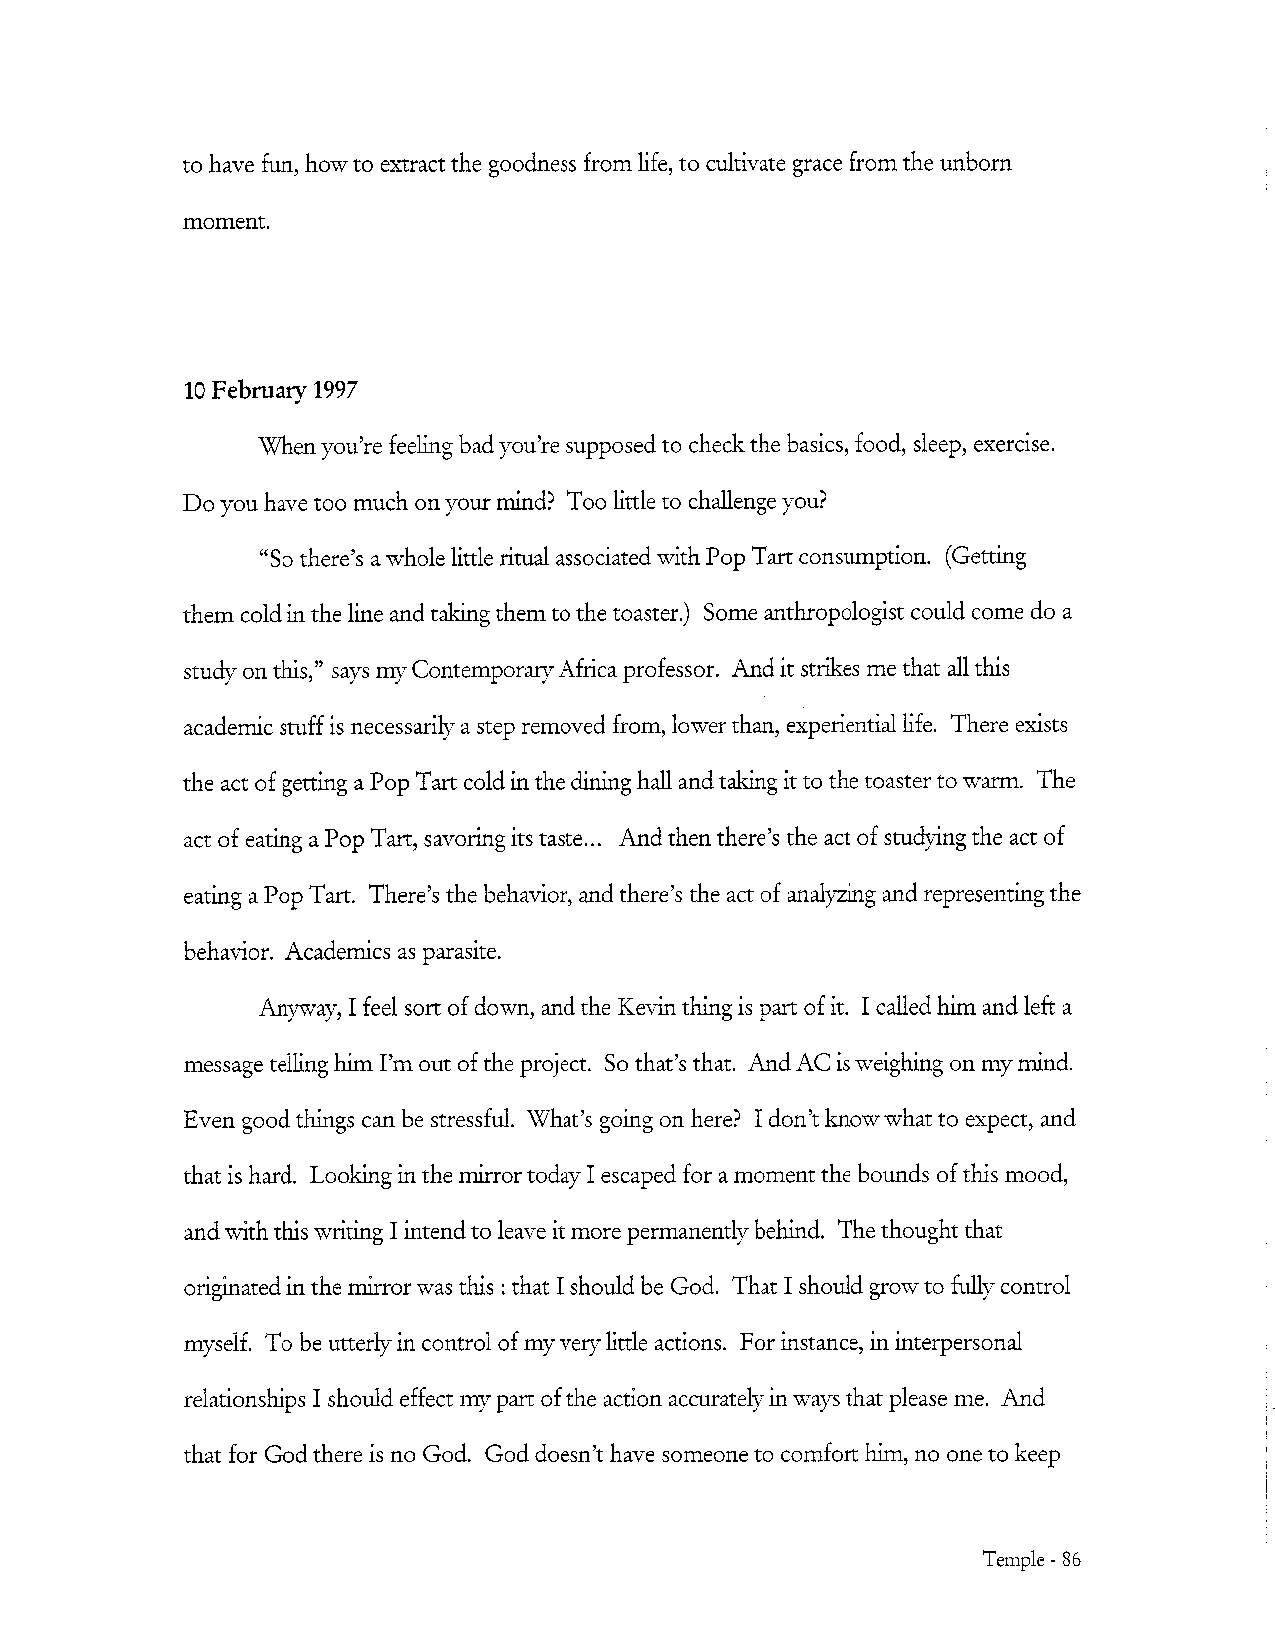 to have fun, how to extract the goodness from life, to cultivate grace from the unborn
moment.
10 February 1997
When you're feeling bad you're supposed to check the basics, food, sleep, exercise.
Do you have too much on your mind? Too little to challenge you?
“So there's a whole little ritual associated with Pop Tart consumption. (Getting
them cold in the line and taking them to the toaster.) Some anthropologist could come do a
study on this,” says my Contemporary Africa professor. And it strikes me that all this
academic stuff is necessarily a step removed from, lower than, experiential life. There exists
the act of getting a Pop Tart cold in the dining hall and taking it to the toaster to warm. The
act of eating a Pop Tart, savoring its taste... And then there's the act of studying the act of
eating a Pop Tart. There's the behavior, and there's the act of analyzing and representing the
behavior. Academics as parasite.
Anyway, I feel sort of down, and the Kevin thing is part of it. I called him and left a
message telling him I'm out of the project. So that's that. And AC is weighing on my mind.
Even good things can be stressful. What's going on here? I don't know what to expect, and
that is hard. Looking in the mirror today I escaped for a moment the bounds of this mood,
and with this writing I intend to leave it more permanently behind. The thought that
originated in the mirror was this : that I should be God. That I should grow to fully control
myself. To be utterly in control of my very little actions. For instance, in interpersonal
relationships I should effect my part of the action accurately in ways that please me. And
that for God there is no God. God doesn't have someone to comfort him, no one to keep
Temple - 86